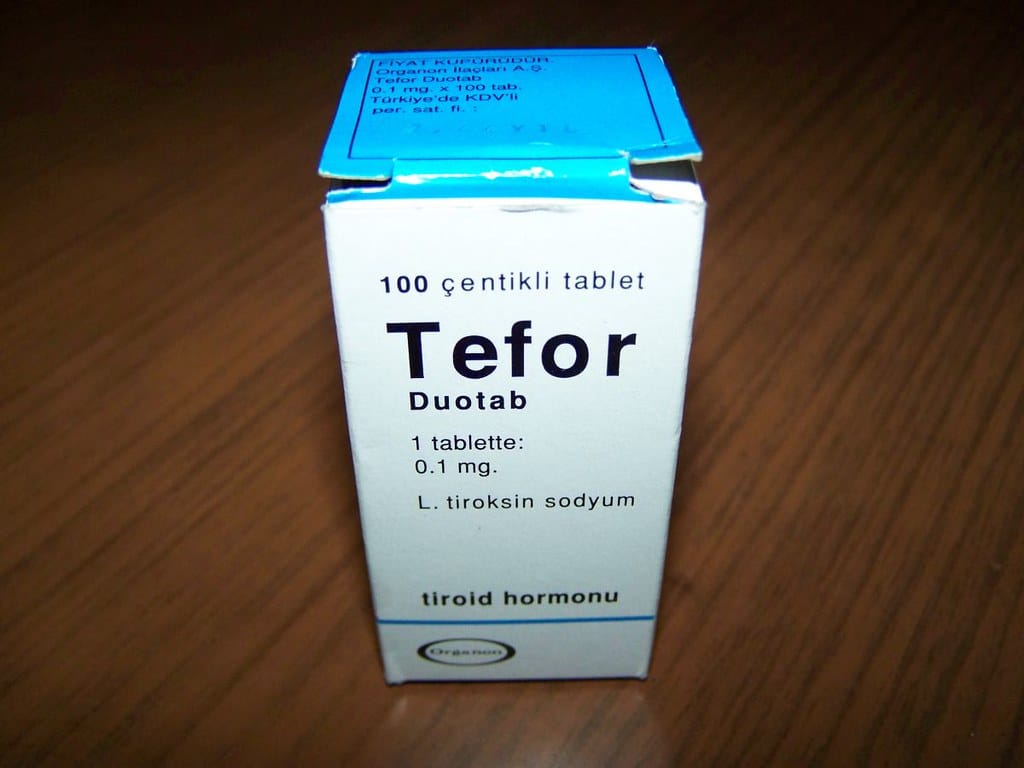 FİYAT KUPÜRÜDÜR.
Organon İlaçları A.Ş.
Tefor Duotab
0.1 mg. x 100 tab.
Türkiye'de KDV'li
per. sat. fi. :
100 çentikli tablet
Tefor
Duotab
1 tablette:
0.1 mg.
L. tiroksin sodyum
tiroid hormonu
Organon